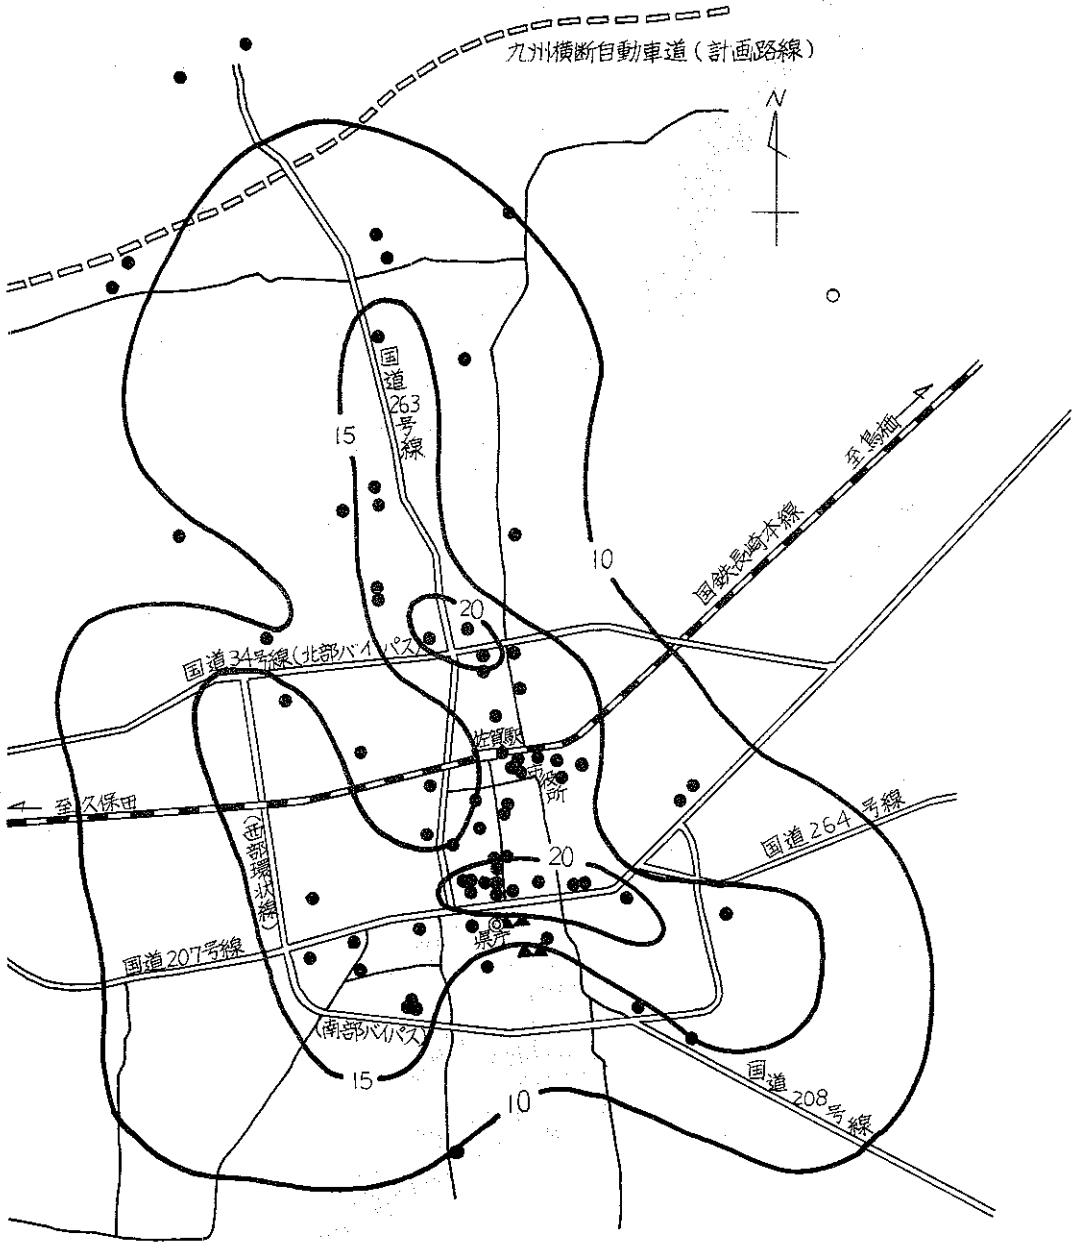 九州横断自動車道(計画路線)
N
国道263号線
15
至鳥栖
国鉄長崎本線
10
20
国道34号線(北部バイパス)
佐賀駅
市役所
至久保田
(西部環状線)
国道264号線
20
県庁
国道207号線
(南部バイパス)
15
10
国道208号線